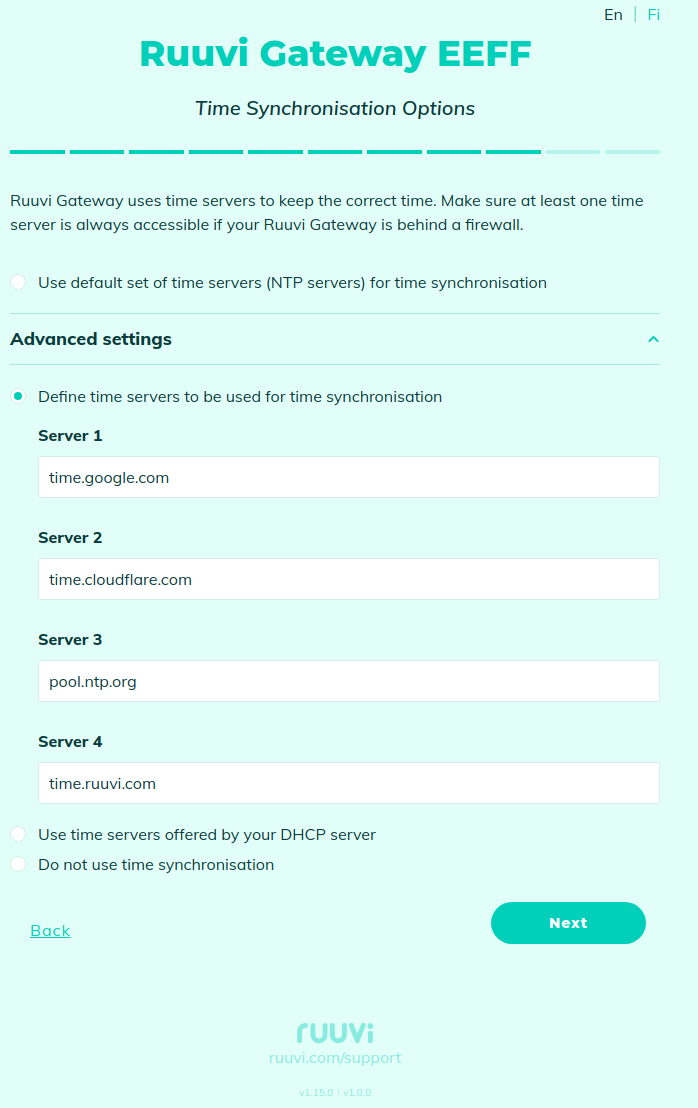 En | Fi
Ruuvi Gateway EEFF
Time Synchronisation Options
Ruuvi Gateway uses time servers to keep the correct time. Make sure at least one time
server is always accessible if your Ruuvi Gateway is behind a firewall.
Use default set of time servers (NTP servers) for time synchronisation
Advanced settings
Define time servers to be used for time synchronisation
Server 1
time.google.com
Server 2
time.cloudflare.com
Server 3
pool.ntp.org
Server 4
time.ruuvi.com
Use time servers offered by your DHCP server
Do not use time synchronisation
Back
Next
ruuvi
ruuvi.com/support
v1.15.0 | v1.0.0